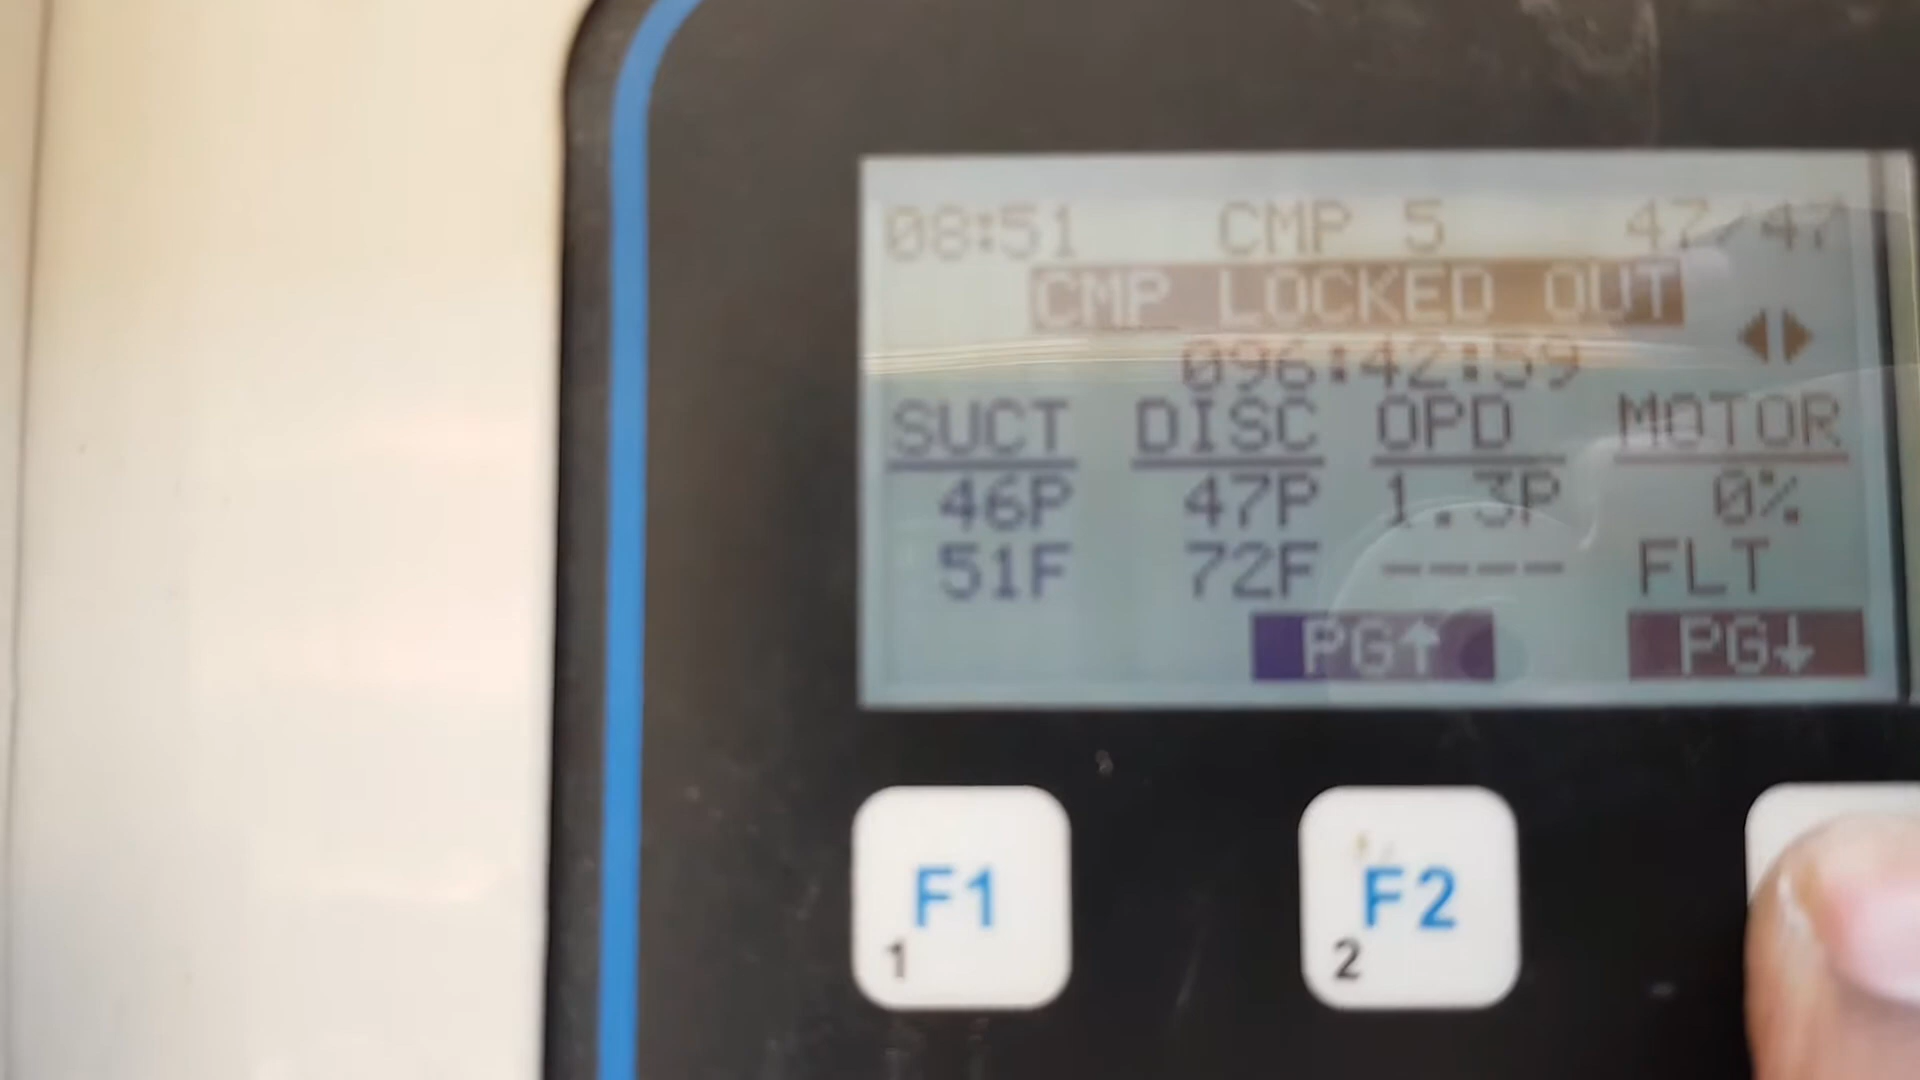 08:51 CMP 5 47/47
CMP LOCKED OUT
096:42:59
SUCT DISC OPD MOTOR
46P 47P 1.3P 0%
51F 72F ---- FLT
PG↑ PG↓
F1 F2
1 2